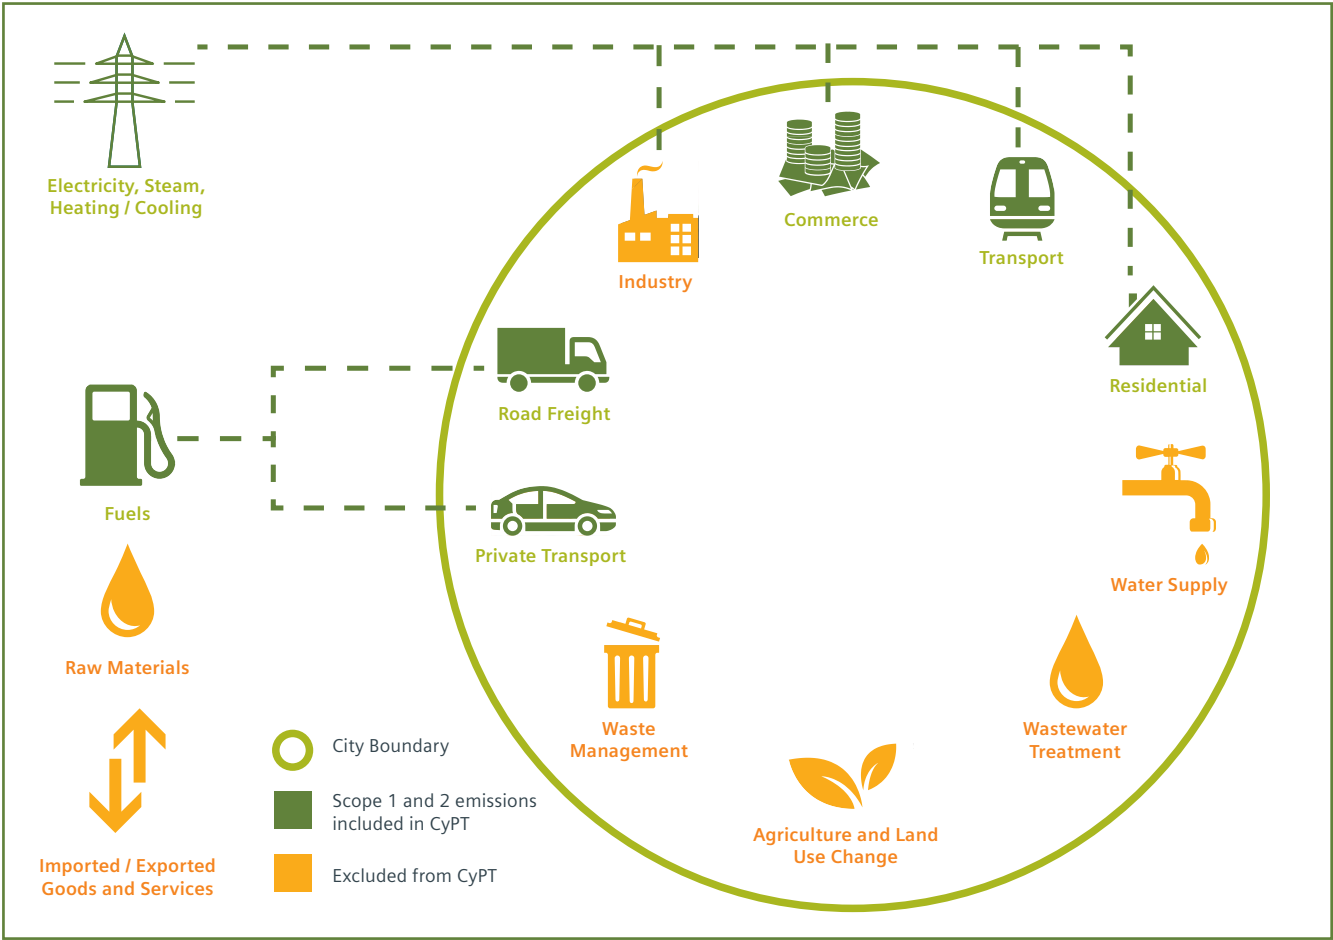 Electricity, Steam,
Heating / Cooling
Commerce
Transport
Industry
Residential
Road Freight
Fuels
Private Transport
Water Supply
Raw Materials
Waste
Management
Wastewater
Treatment
City Boundary
Scope 1 and 2 emissions
included in CyPT
Agriculture and Land
Use Change
Imported / Exported
Goods and Services
Excluded from CyPT